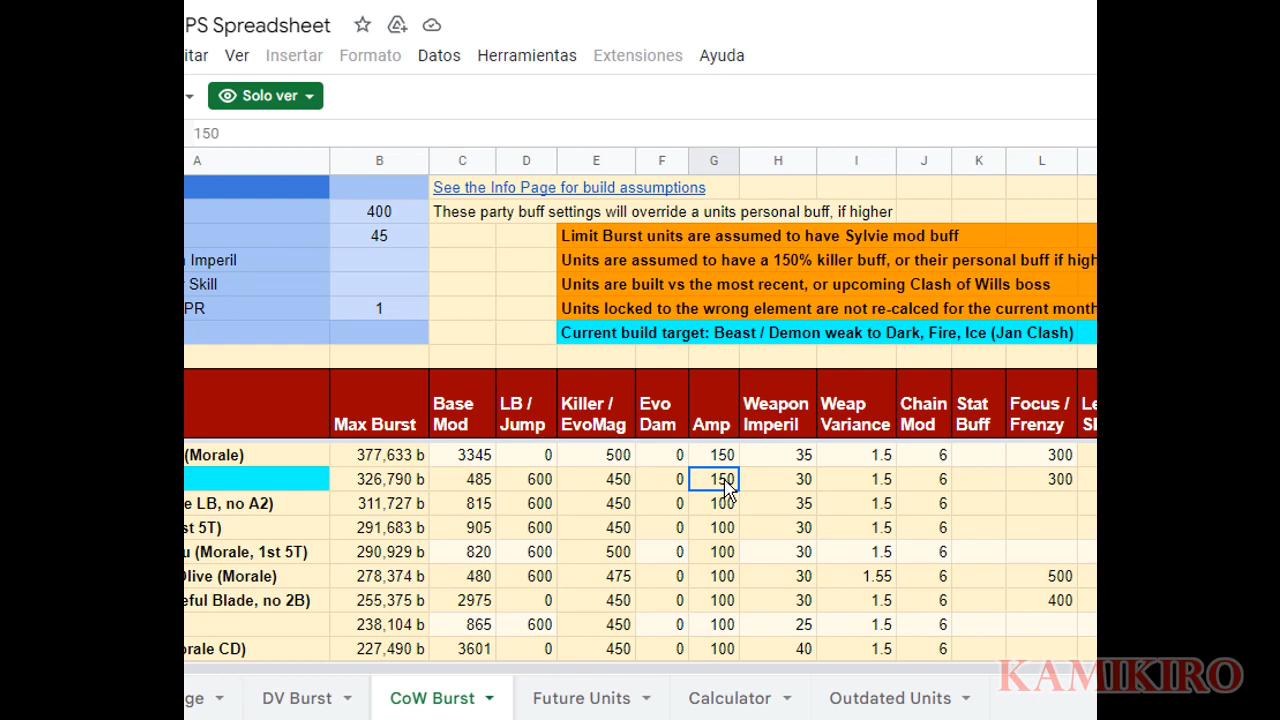 PS Spreadsheet
itar Ver Insertar Formato Datos Herramientas Extensiones Ayuda
Solo ver
150
A B C D E F G H I J K L
See the Info Page for build assumptions
400 These party buff settings will override a units personal buff, if higher
45 Limit Burst units are assumed to have Sylvie mod buff
Imperil Units are assumed to have a 150% killer buff, or their personal buff if high
Skill Units are built vs the most recent, or upcoming Clash of Wills boss
PR 1 Units locked to the wrong element are not re-calced for the current month
Current build target: Beast / Demon weak to Dark, Fire, Ice (Jan Clash)
Base LB / Killer / Evo Weapon Weap Chain Stat Focus / Le
Max Burst Mod Jump EvoMag Dam Amp Imperil Variance Mod Buff Frenzy
(Morale) 377,633 b 3345 0 500 0 150 35 1.5 6 300
326,790 b 485 600 450 0 150 30 1.5 6 300
e LB, no A2) 311,727 b 815 600 450 0 100 35 1.5 6
st 5T) 291,683 b 905 600 450 0 100 30 1.5 6
u (Morale, 1st 5T) 290,929 b 820 600 500 0 100 30 1.5 6
Olive (Morale) 278,374 b 480 600 475 0 100 30 1.55 6 500
eful Blade, no 2B) 255,375 b 2975 0 450 0 100 30 1.5 6 400
238,104 b 865 600 450 0 100 25 1.5 6
orale CD) 227,490 b 3601 0 450 0 100 40 1.5 6
ge DV Burst CoW Burst Future Units Calculator Outdated Units
KAMIKIRO